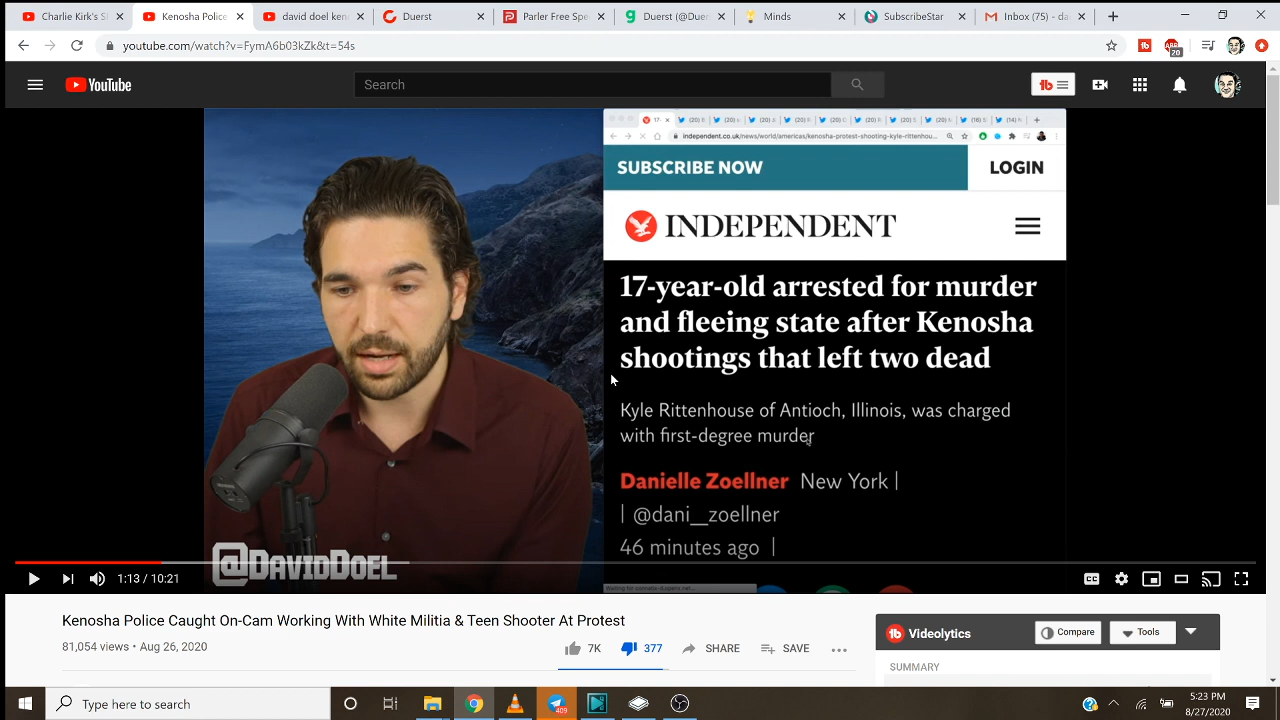 Charlie Kirk's S
Kenosha Police
david doel ken
Duerst
Parler Free Spe
Duerst (@Duer
Minds
SubscribeStar
Inbox (75) - da
youtube.com/watch?v=FymA6b03kZk&t=54s
20
YouTube
Search
tb
independent.co.uk/news/world/americas/kenosha-protest-shooting-kyle-rittenhou...
SUBSCRIBE NOW
LOGIN
INDEPENDENT
17-year-old arrested for murder
and fleeing state after Kenosha
shootings that left two dead
Kyle Rittenhouse of Antioch, Illinois, was charged
with first-degree murder
Danielle Zoellner New York |
| @dani__zoellner
46 minutes ago |
@DavidDoel
1:13 / 10:21
CC
Kenosha Police Caught On-Cam Working With White Militia & Teen Shooter At Protest
81,054 views • Aug 26, 2020
7K
377
SHARE
SAVE
tb Videolytics
Compare
Tools
SUMMARY
Type here to search
5:23 PM
8/27/2020